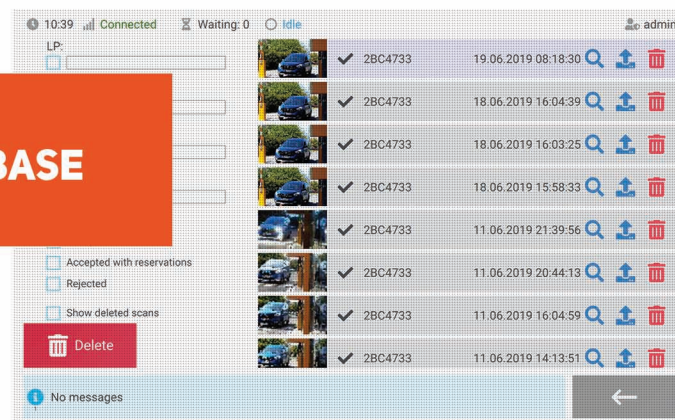 10:39 Connected Waiting: 0 Idle admin
LP:
BASE
Accepted with reservations
Rejected
Show deleted scans
Delete
2BC4733 19.06.2019 08:18:30
2BC4733 18.06.2019 16:04:39
2BC4733 18.06.2019 16:03:25
2BC4733 18.06.2019 15:58:33
2BC4733 11.06.2019 21:39:56
2BC4733 11.06.2019 20:44:13
2BC4733 11.06.2019 16:04:59
2BC4733 11.06.2019 14:13:51
No messages